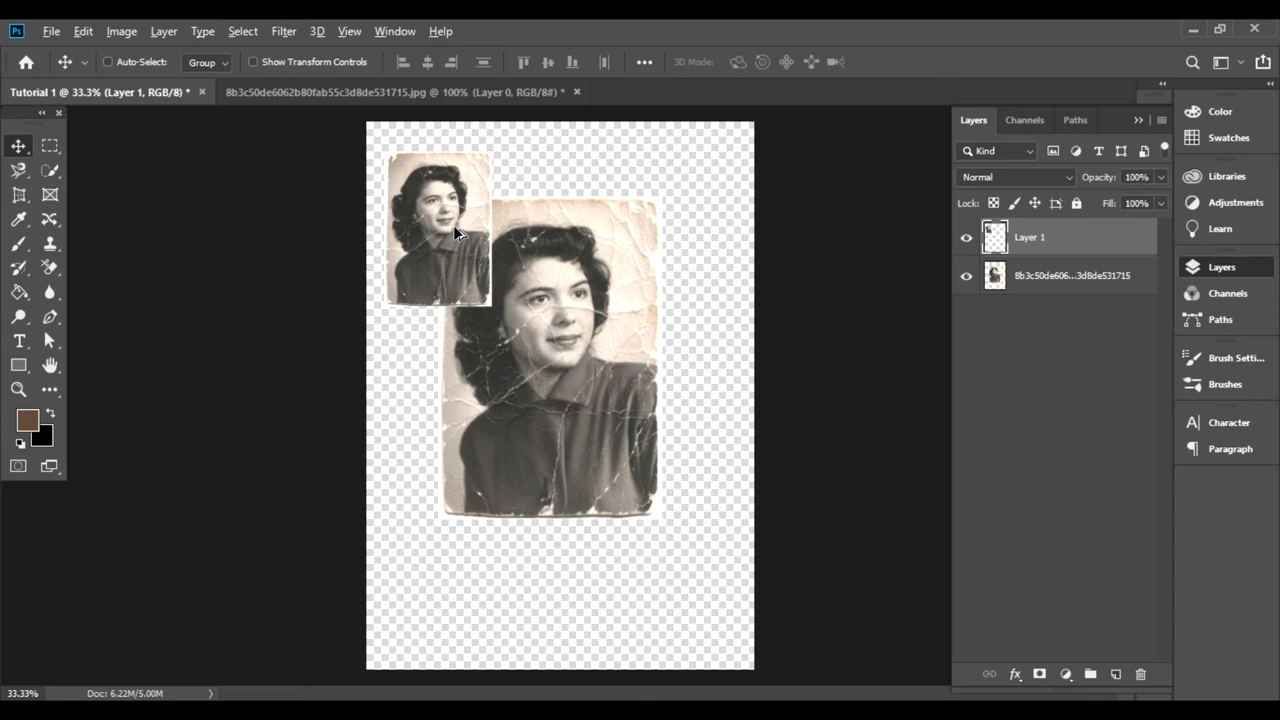 Ps File Edit Image Layer Type Select Filter 3D View Window Help
Auto-Select: Group Show Transform Controls 3D Mode:
Tutorial 1 @ 33.3% (Layer 1, RGB/8) * 8b3c50de6062b80fab55c3d8de531715.jpg @ 100% (Layer 0, RGB/8#) *
Layers Channels Paths
Kind
Normal Opacity: 100%
Lock: Fill: 100%
Layer 1
8b3c50de606...3d8de531715
Color
Swatches
Libraries
Adjustments
Learn
Layers
Channels
Paths
Brush Setti...
Brushes
Character
Paragraph
33.33% Doc: 6.22M/5.00M